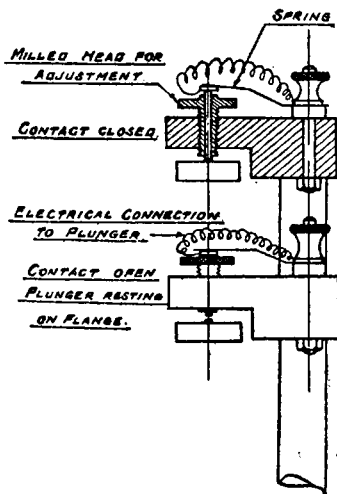 SPRING
MILLED HEAD FOR
ADJUSTMENT.
CONTACT CLOSED.
ELECTRICAL CONNECTION
TO PLUNGER.
CONTACT OPEN
PLUNGER RESTING
ON FLANGE.